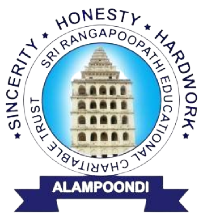 SINCERITY * HONESTY * HARDWORK
SRI RANGAPOOPATHI EDUCATIONAL CHARITABLE TRUST
ALAMPOONDI